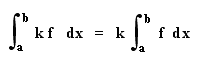 ∫ₐᵇ k f dx = k ∫ₐᵇ f dx